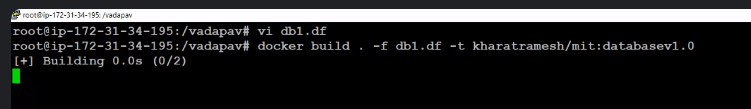 root@ip-172-31-34-195: /vadapav
root@ip-172-31-34-195:/vadapav# vi db1.df
root@ip-172-31-34-195:/vadapav# docker build . -f db1.df -t kharatramesh/mit:databasev1.0
[+] Building 0.0s (0/2)